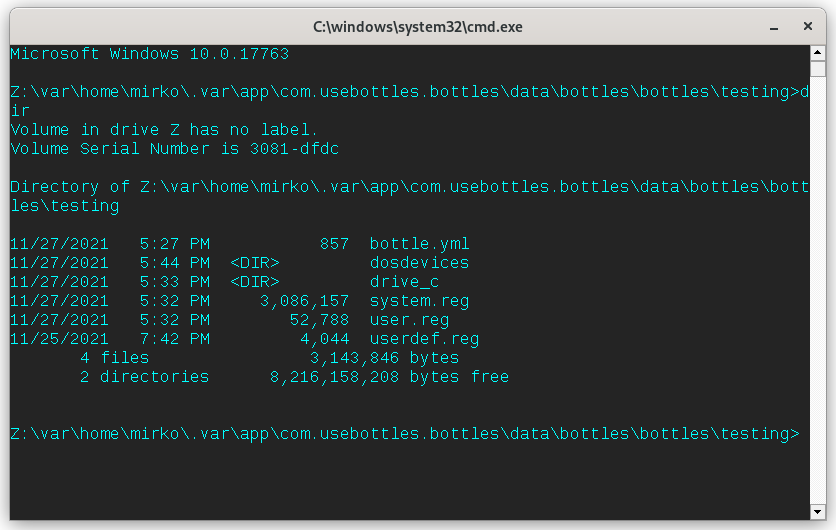 C:\windows\system32\cmd.exe
Microsoft Windows 10.0.17763
Z:\var\home\mirko\.var\app\com.usebottles.bottles\data\bottles\bottles\testing>d
ir
Volume in drive Z has no label.
Volume Serial Number is 3081-dfdc
Directory of Z:\var\home\mirko\.var\app\com.usebottles.bottles\data\bottles\bott
les\testing
11/27/2021   5:27 PM           857  bottle.yml
11/27/2021   5:44 PM  <DIR>         dosdevices
11/27/2021   5:33 PM  <DIR>         drive_c
11/27/2021   5:32 PM     3,086,157  system.reg
11/27/2021   5:32 PM        52,788  user.reg
11/25/2021   7:42 PM         4,044  userdef.reg
       4 files                3,143,846 bytes
       2 directories      8,216,158,208 bytes free
Z:\var\home\mirko\.var\app\com.usebottles.bottles\data\bottles\bottles\testing>